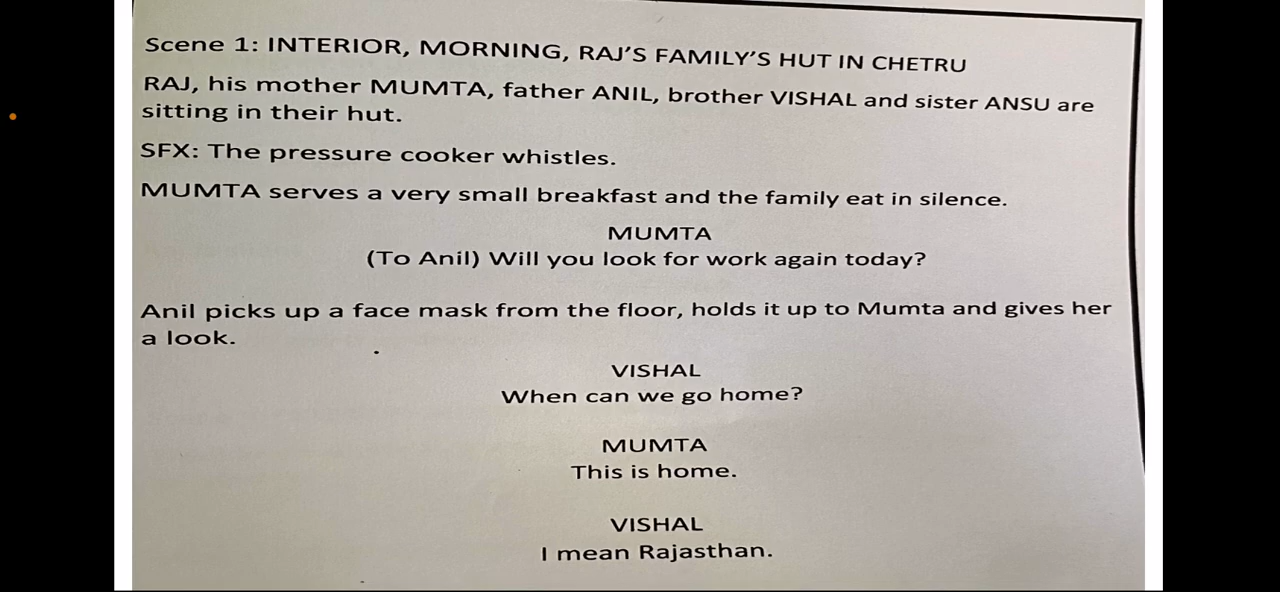 Scene 1: INTERIOR, MORNING, RAJ'S FAMILY'S HUT IN CHETRU
RAJ, his mother MUMTA, father ANIL, brother VISHAL and sister ANSU are
sitting in their hut.
SFX: The pressure cooker whistles.
MUMTA serves a very small breakfast and the family eat in silence.
MUMTA
(To Anil) Will you look for work again today?
Anil picks up a face mask from the floor, holds it up to Mumta and gives her
a look.
VISHAL
When can we go home?
MUMTA
This is home.
VISHAL
I mean Rajasthan.